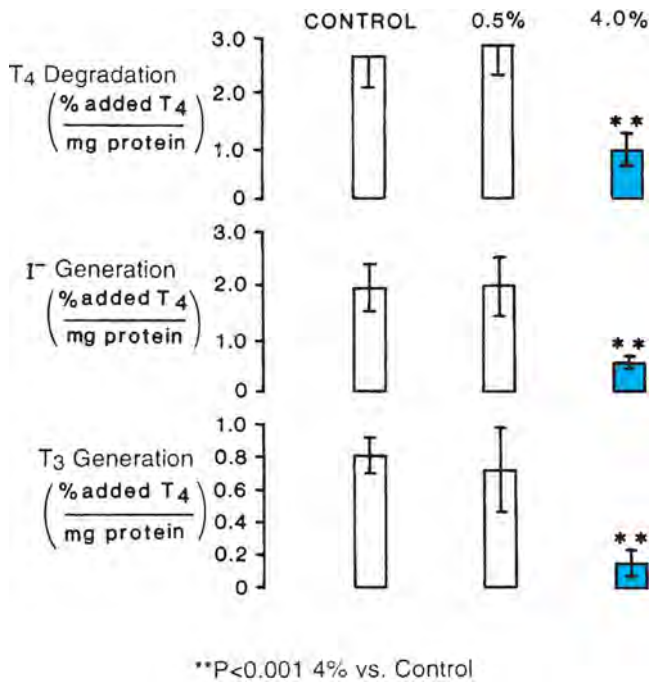 CONTROL 0.5% 4.0%
3.0
T4 Degradation
2.0
(% added T4
mg protein)
**
1.0
0
3.0
I− Generation
2.0
(% added T4
mg protein)
**
1.0
0
1.0
T3 Generation
0.8
(% added T4
0.6
mg protein)
0.4
**
0.2
0
**P<0.001 4% vs. Control